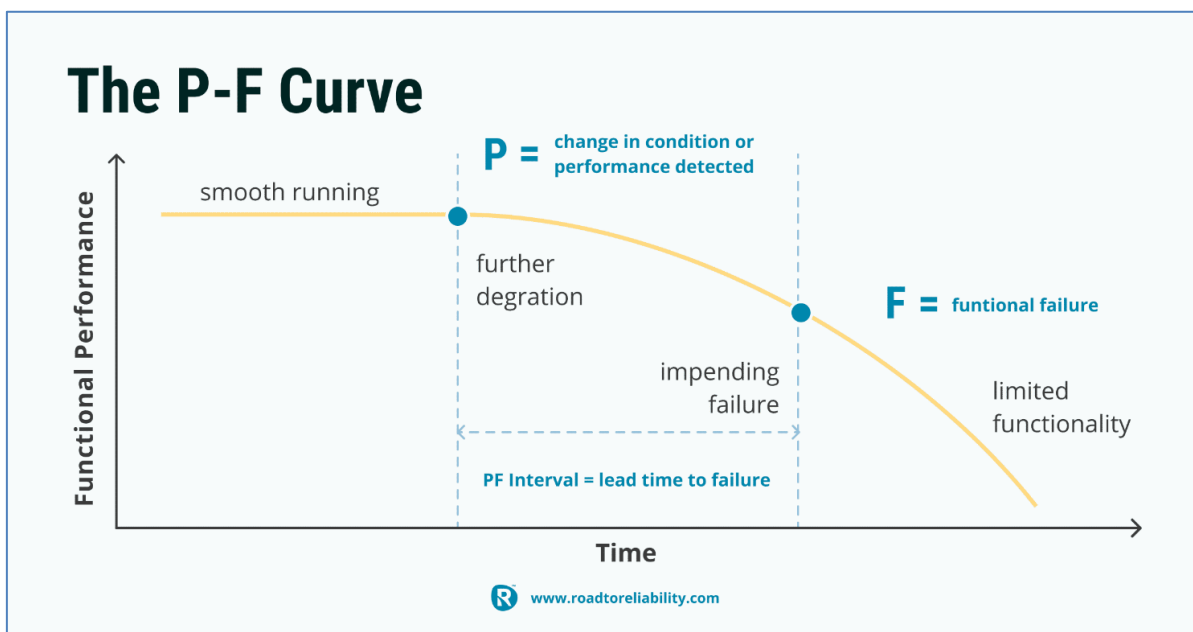 The P-F Curve
P = change in condition or
performance detected
smooth running
further
degration
F = funtional failure
impending
failure
limited
functionality
PF Interval = lead time to failure
Functional Performance
Time
R
www.roadtoreliability.com